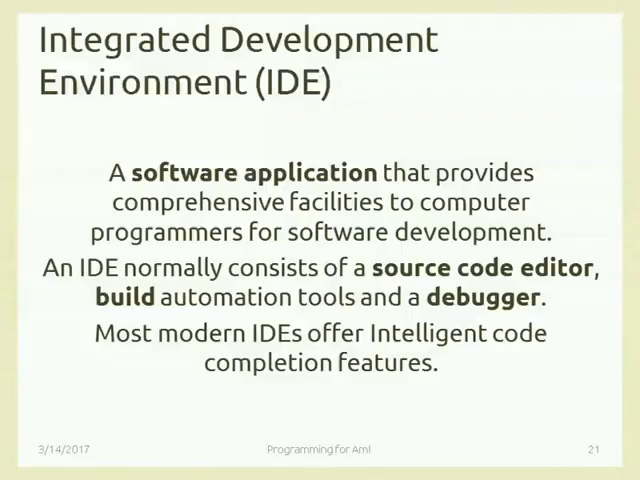 Integrated Development
Environment (IDE)
A software application that provides
comprehensive facilities to computer
programmers for software development.
An IDE normally consists of a source code editor,
build automation tools and a debugger.
Most modern IDEs offer Intelligent code
completion features.
3/14/2017 Programming for AmI 21